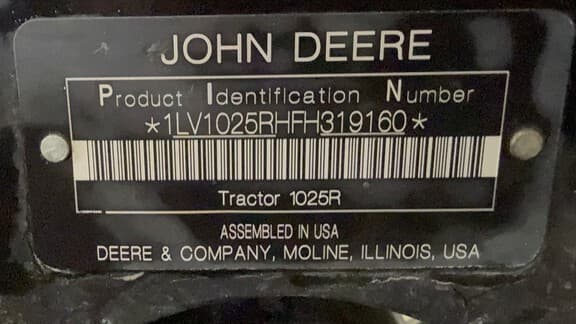 JOHN DEERE
Product Identification Number
*1LV1025RHFH319160*
Tractor 1025R
ASSEMBLED IN USA
DEERE & COMPANY, MOLINE, ILLINOIS, USA